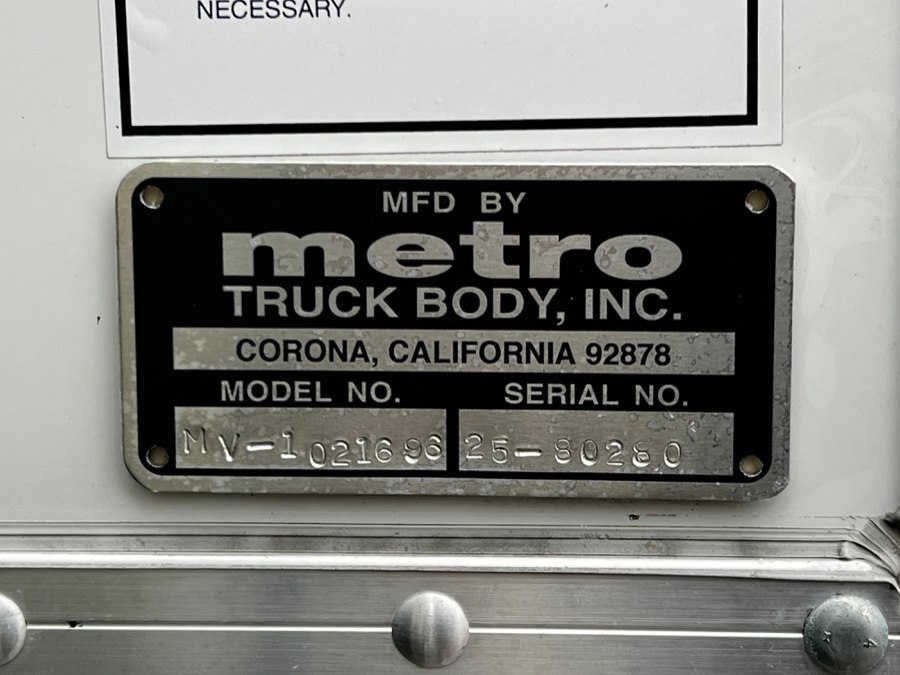 NECESSARY.
MFD BY
metro
TRUCK BODY, INC.
CORONA, CALIFORNIA 92878
MODEL NO. SERIAL NO.
MV-1 021696 25-80280